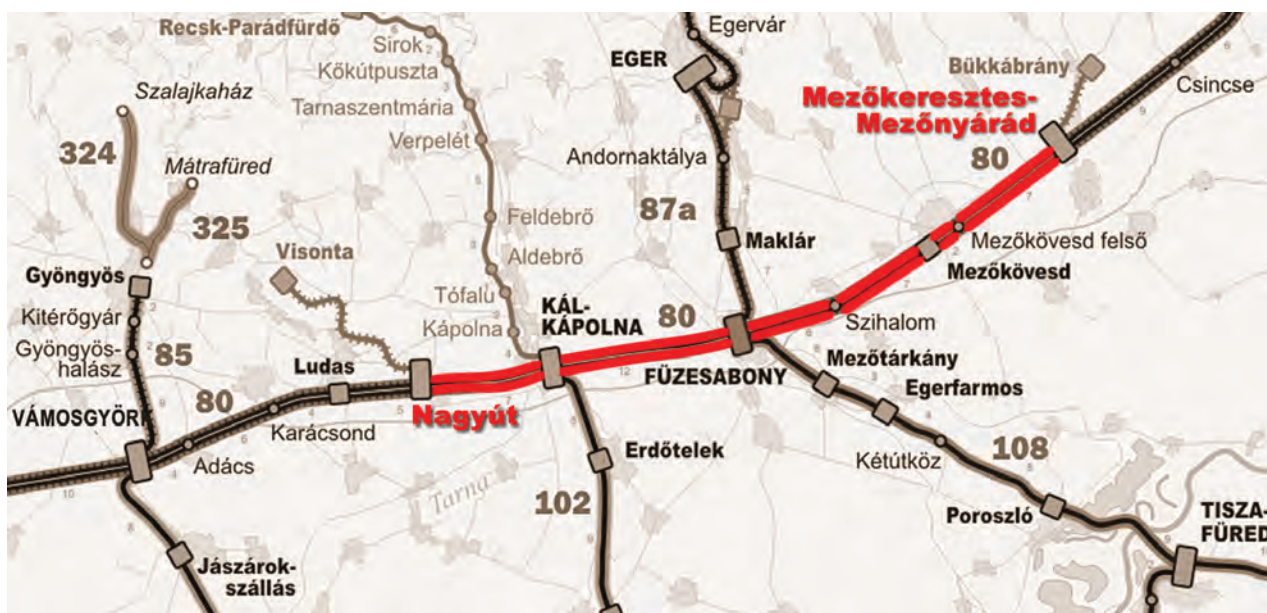 Recsk-Parádfürdő
Sirok
Kőkútpuszta
Tarnaszentmária
Verpelét
Feldebrő
Aldebrő
Tófalu
Kápolna
Szalajkaház
324
Mátrafüred
325
Gyöngyös
Kitérőgyár
Gyöngyös-
halász
85
VÁMOSGYÖRK
80
Adács
Karácsond
Ludas
Visonta
Nagyút
Jászárok-
szállás
Tarna
KÁL-
KÁPOLNA
102
Erdőtelek
80
FÜZESABONY
Egervár
EGER
Andornaktálya
87a
Maklár
Szihalom
Mezőkövesd
Mezőkövesd felső
80
Mezőkeresztes-
Mezőnyárád
Bükkábrány
Csincse
Mezőtárkány
Egerfarmos
Kétútköz
108
Poroszló
TISZA-
FÜRED